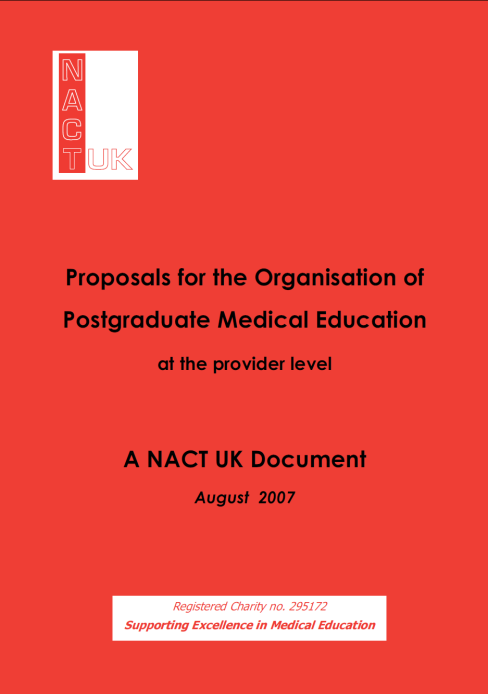 NACT UK
Proposals for the Organisation of
Postgraduate Medical Education
at the provider level
A NACT UK Document
August 2007
Registered Charity no. 295172
Supporting Excellence in Medical Education